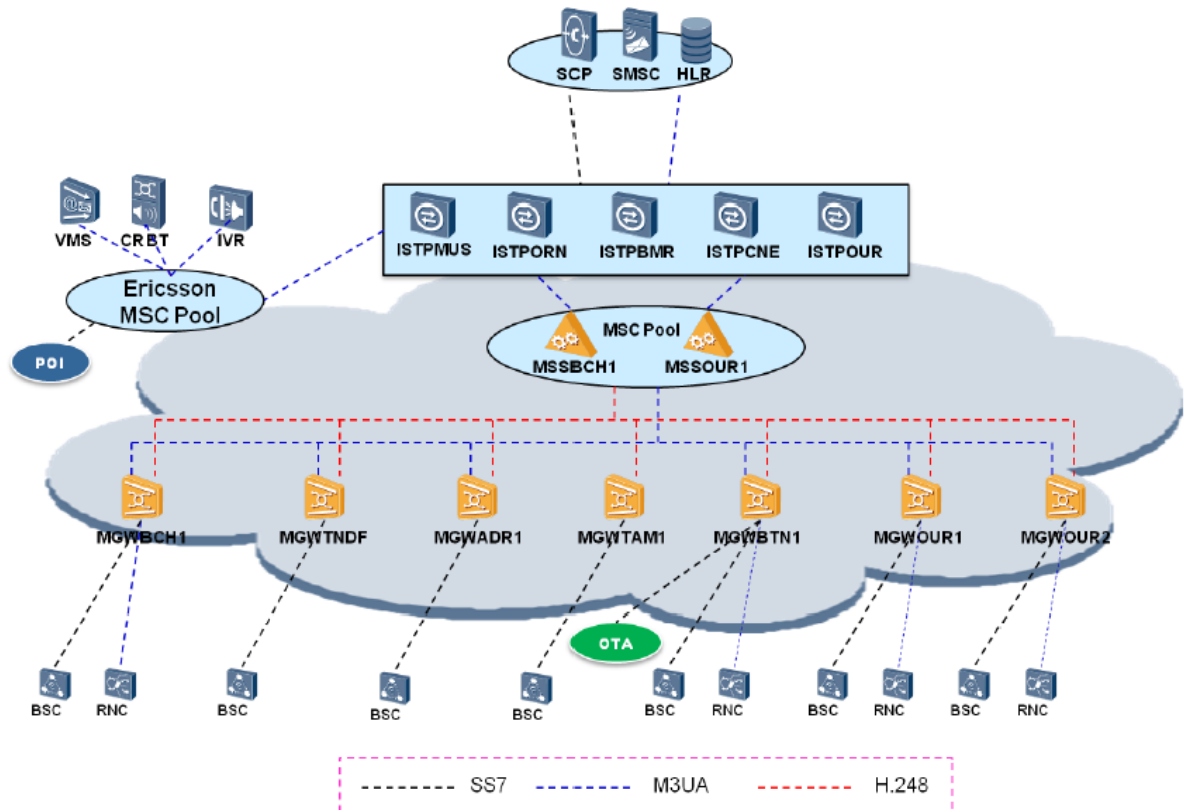 SCP SMSC HLR
VMS CRBT IVR
ISTPMUS ISTPORN ISTPBMR ISTPCNE ISTPOUR
Ericsson
MSC Pool
POI
MSC Pool
MSSBCH1 MSSOUR1
MGWBCH1 MGWTNDF MGWADR1 MGWTAM1 MGWBTN1 MGWOUR1 MGWOUR2
OTA
BSC RNC BSC BSC BSC BSC RNC BSC RNC BSC RNC
SS7 M3UA H.248